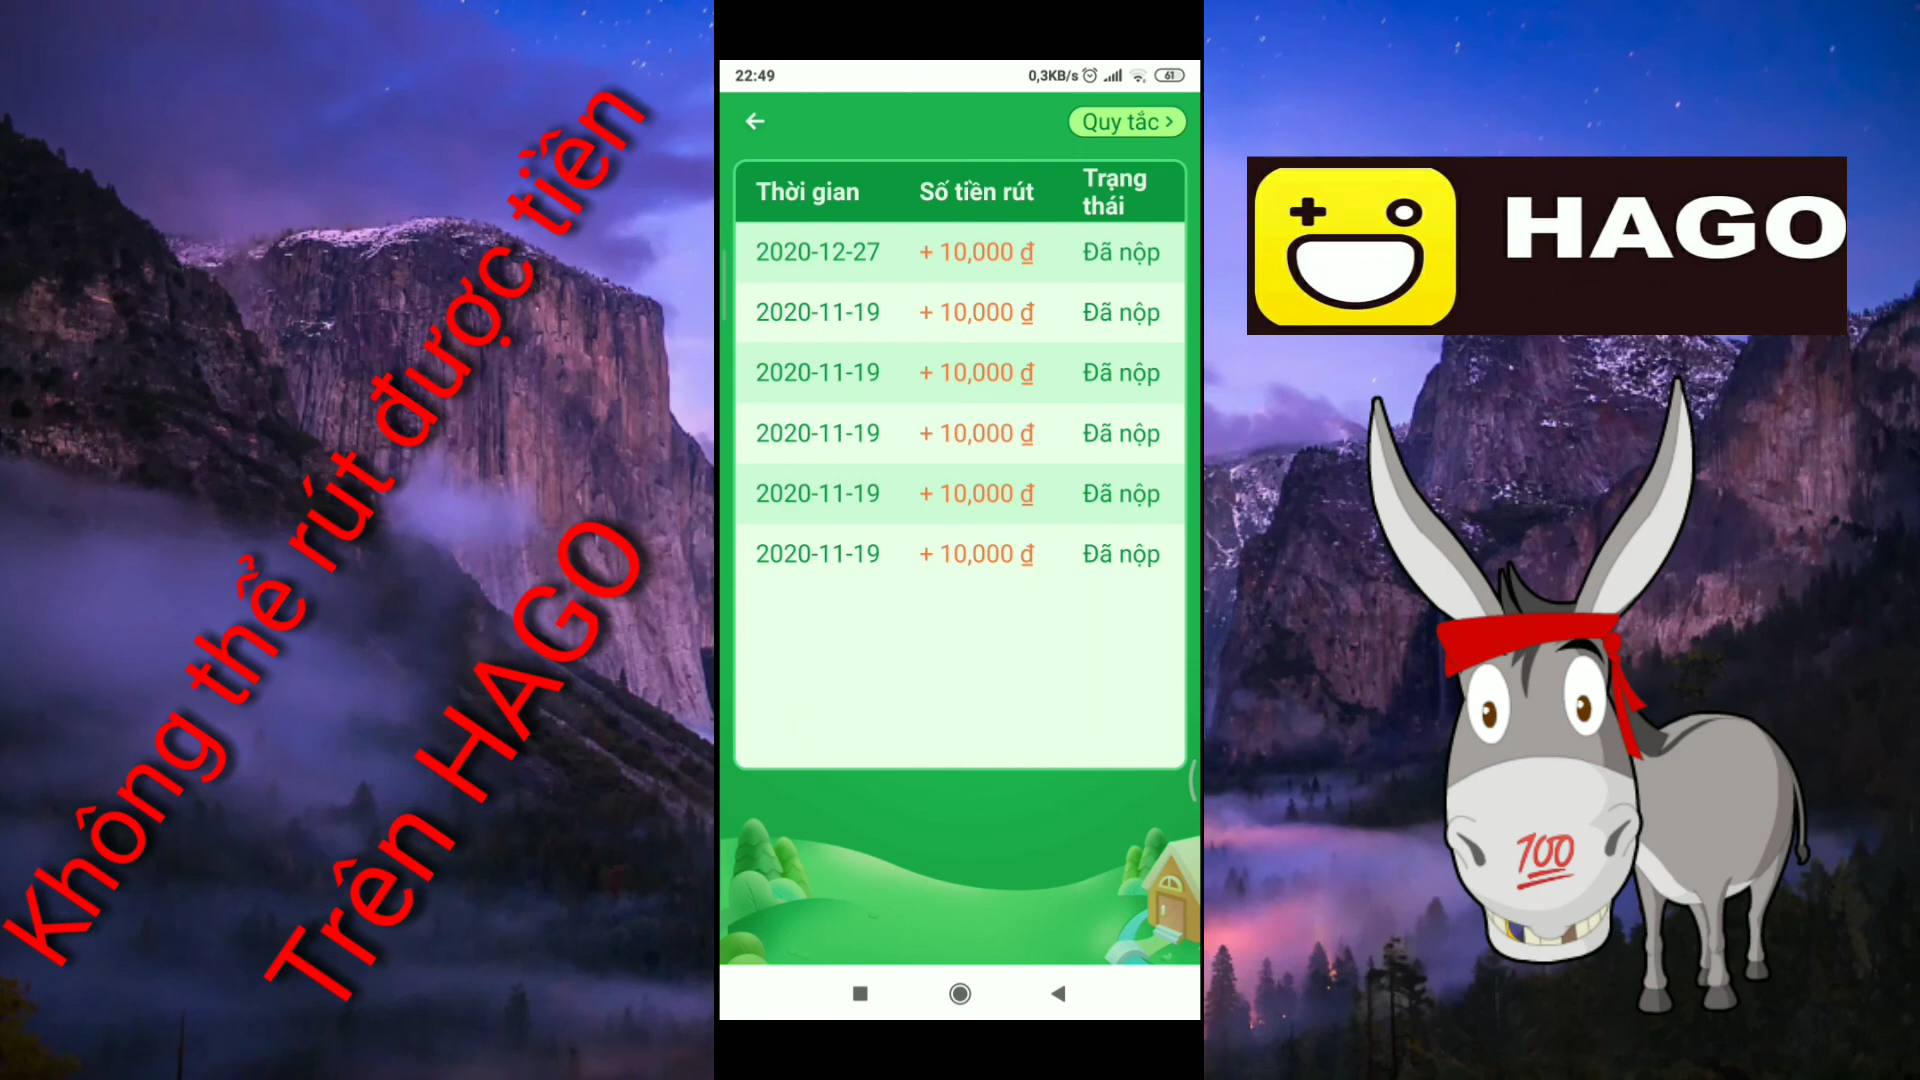 Không thể rút được tiền
Trên HAGO
22:49
0,3KB/s
61
Quy tắc >
Thời gian Số tiền rút Trạng thái
2020-12-27 + 10,000 ₫ Đã nộp
2020-11-19 + 10,000 ₫ Đã nộp
2020-11-19 + 10,000 ₫ Đã nộp
2020-11-19 + 10,000 ₫ Đã nộp
2020-11-19 + 10,000 ₫ Đã nộp
2020-11-19 + 10,000 ₫ Đã nộp
HAGO
100